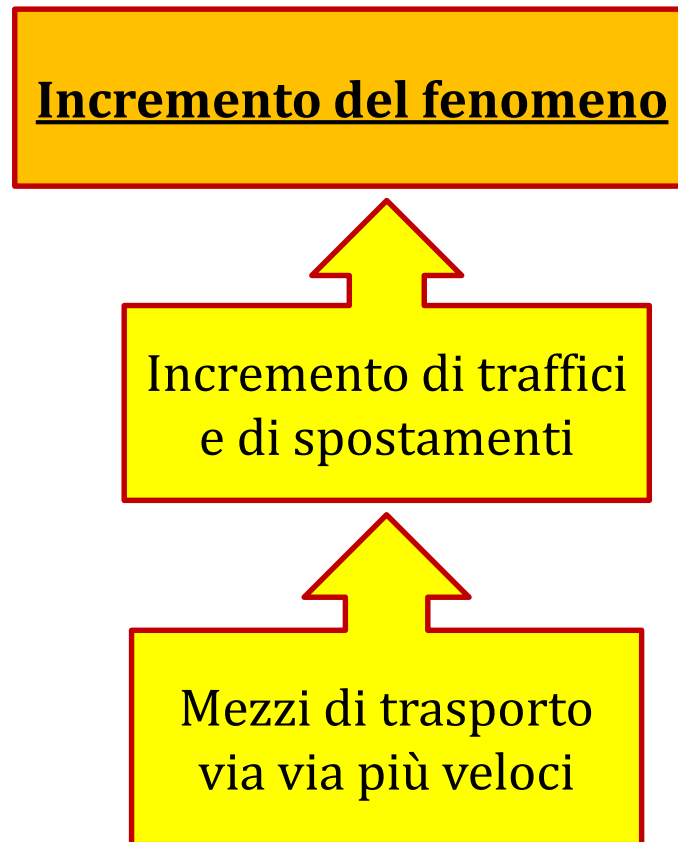 Incremento del fenomeno
Incremento di traffici
e di spostamenti
Mezzi di trasporto
via via più veloci